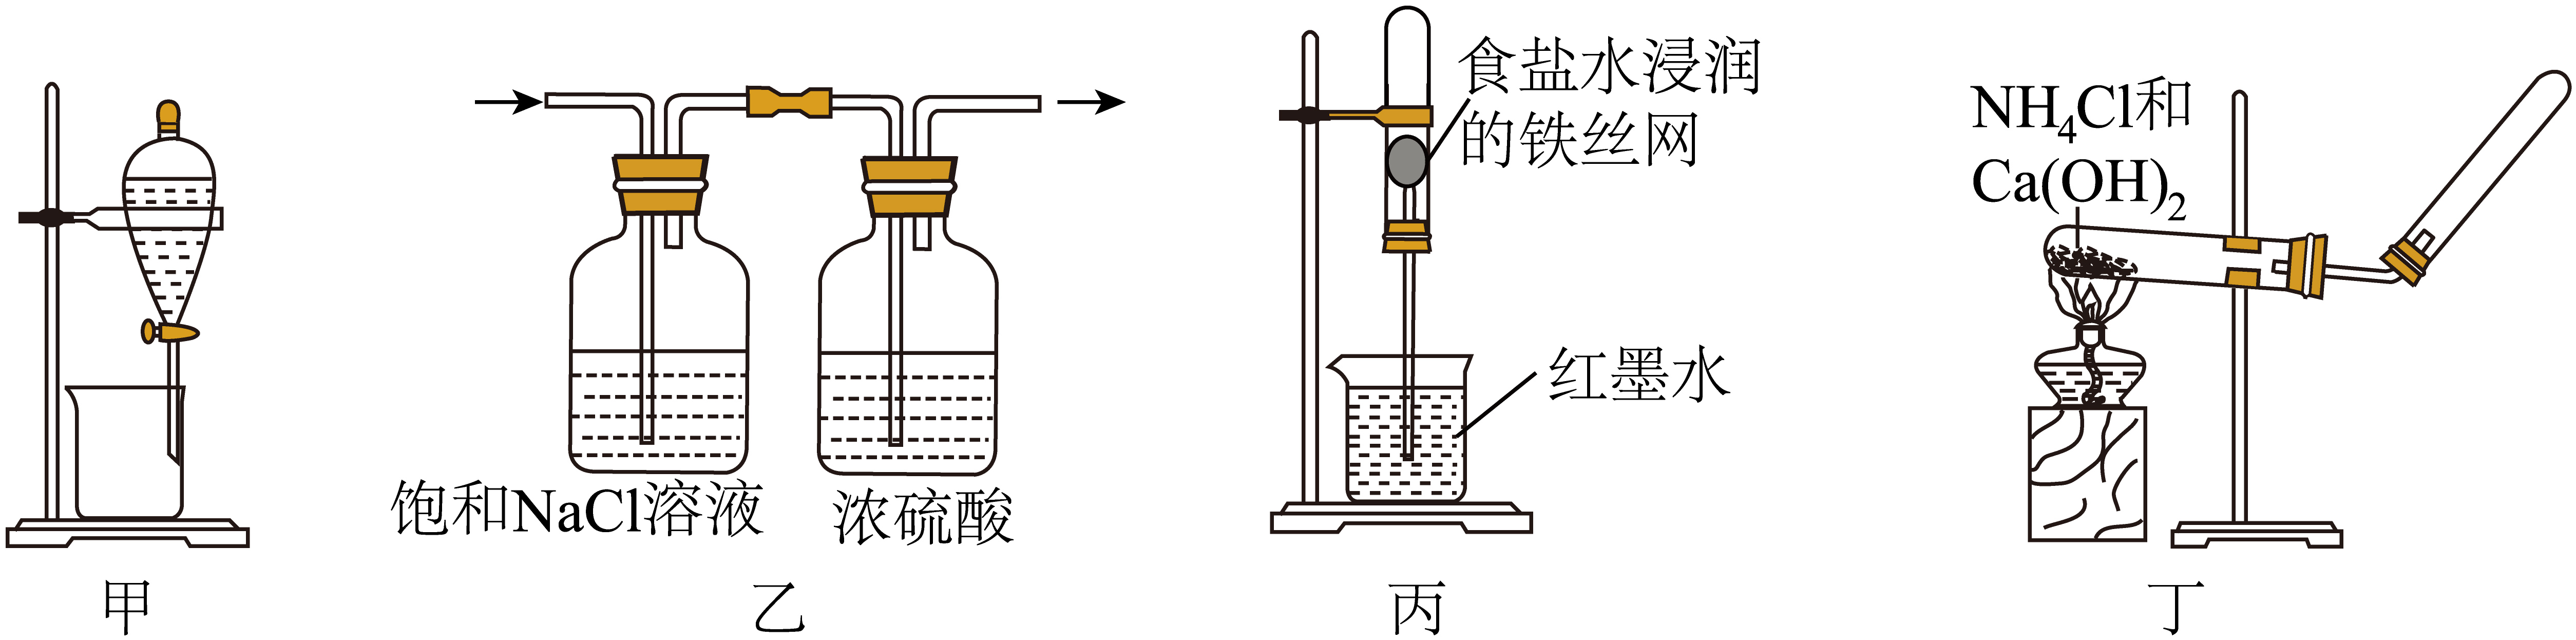 食盐水浸润
的铁丝网
NH₄Cl和
Ca(OH)₂
红墨水
饱和NaCl溶液
浓硫酸
甲
乙
丙
丁